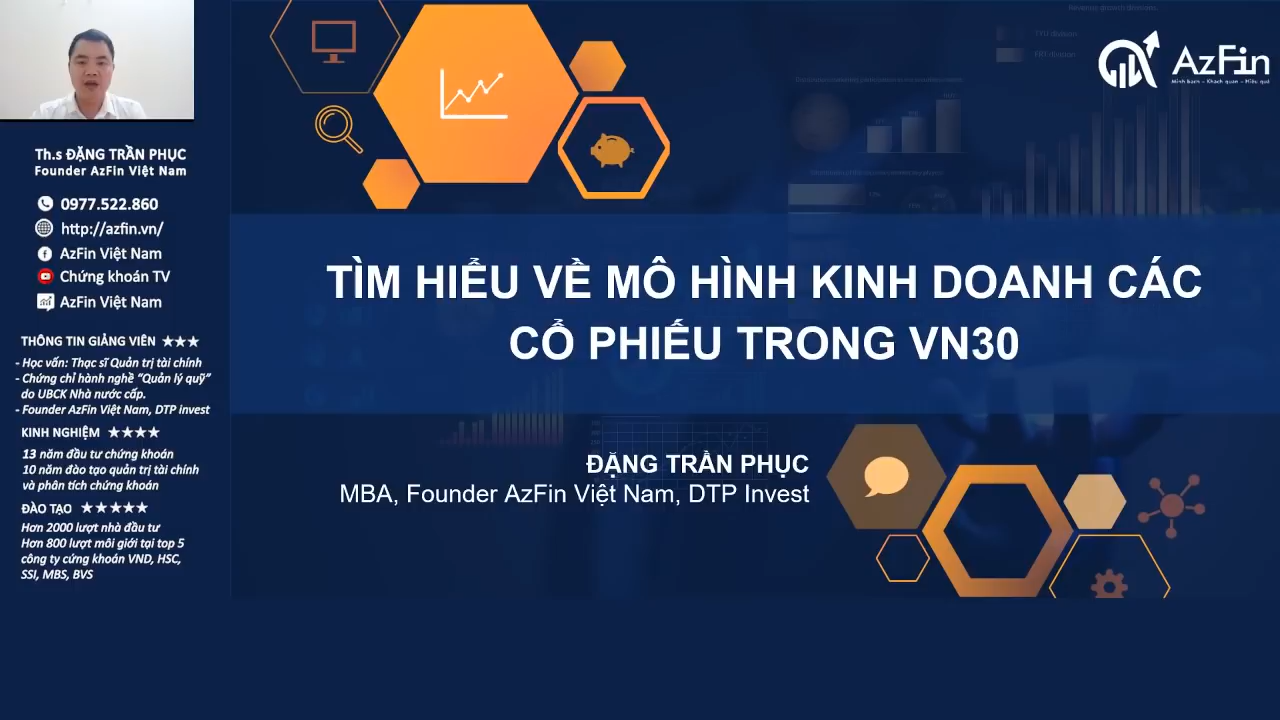 Th.s ĐẶNG TRẦN PHỤC
Founder AzFin Việt Nam
0977.522.860
http://azfin.vn/
AzFin Việt Nam
Chứng khoán TV
AzFin Việt Nam
THÔNG TIN GIẢNG VIÊN ★★★
- Học vấn: Thạc sĩ Quản trị tài chính
- Chứng chỉ hành nghề "Quản lý quỹ"
do UBCK Nhà nước cấp.
- Founder AzFin Việt Nam, DTP invest
KINH NGHIỆM ★★★★
13 năm đầu tư chứng khoán
10 năm đào tạo quản trị tài chính
và phân tích chứng khoán
ĐÀO TẠO ★★★★★
Hơn 2000 lượt nhà đầu tư
Hơn 800 lượt môi giới tại top 5
công ty cứng khoán VND, HSC,
SSI, MBS, BVS
AzFin
Minh bạch - Khách quan - Hiệu quả
TÌM HIỂU VỀ MÔ HÌNH KINH DOANH CÁC
CỔ PHIẾU TRONG VN30
ĐẶNG TRẦN PHỤC
MBA, Founder AzFin Việt Nam, DTP Invest